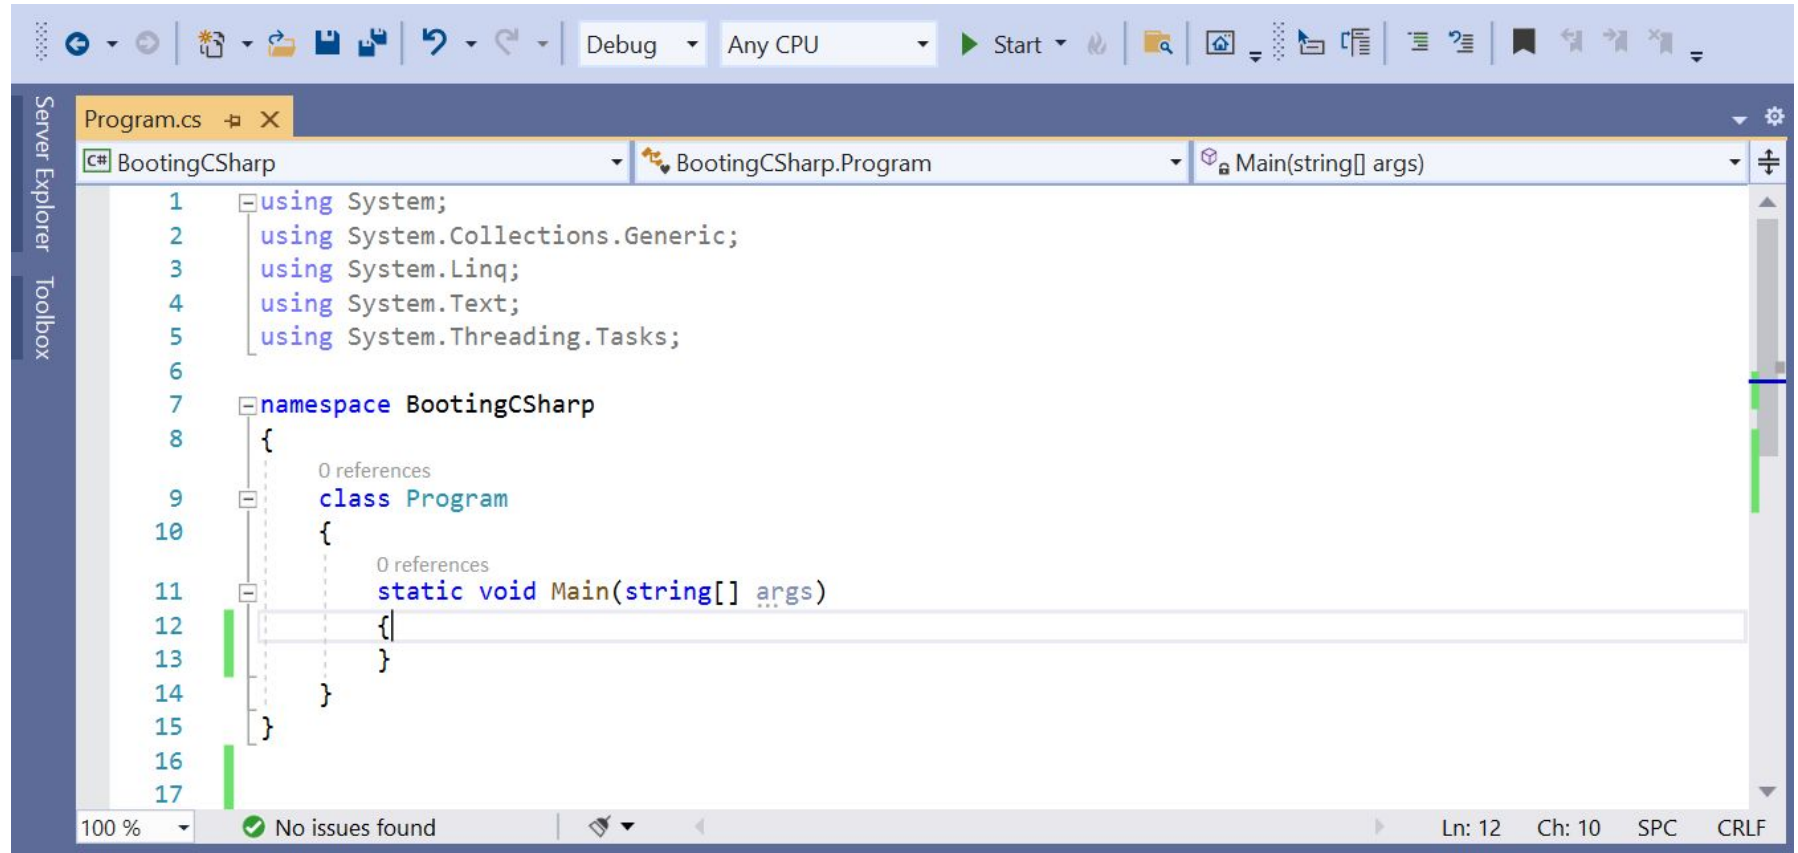 Debug Any CPU Start
Server Explorer
Toolbox
Program.cs
C# BootingCSharp BootingCSharp.Program Main(string[] args)
1 using System;
2 using System.Collections.Generic;
3 using System.Linq;
4 using System.Text;
5 using System.Threading.Tasks;
6
7 namespace BootingCSharp
8 {
0 references
9 class Program
10 {
0 references
11 static void Main(string[] args)
12 {
13 }
14 }
15 }
16
17
100 % No issues found Ln: 12 Ch: 10 SPC CRLF